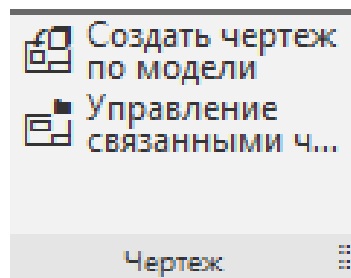 Создать чертеж
по модели
Управление
связанными ч...
Чертеж